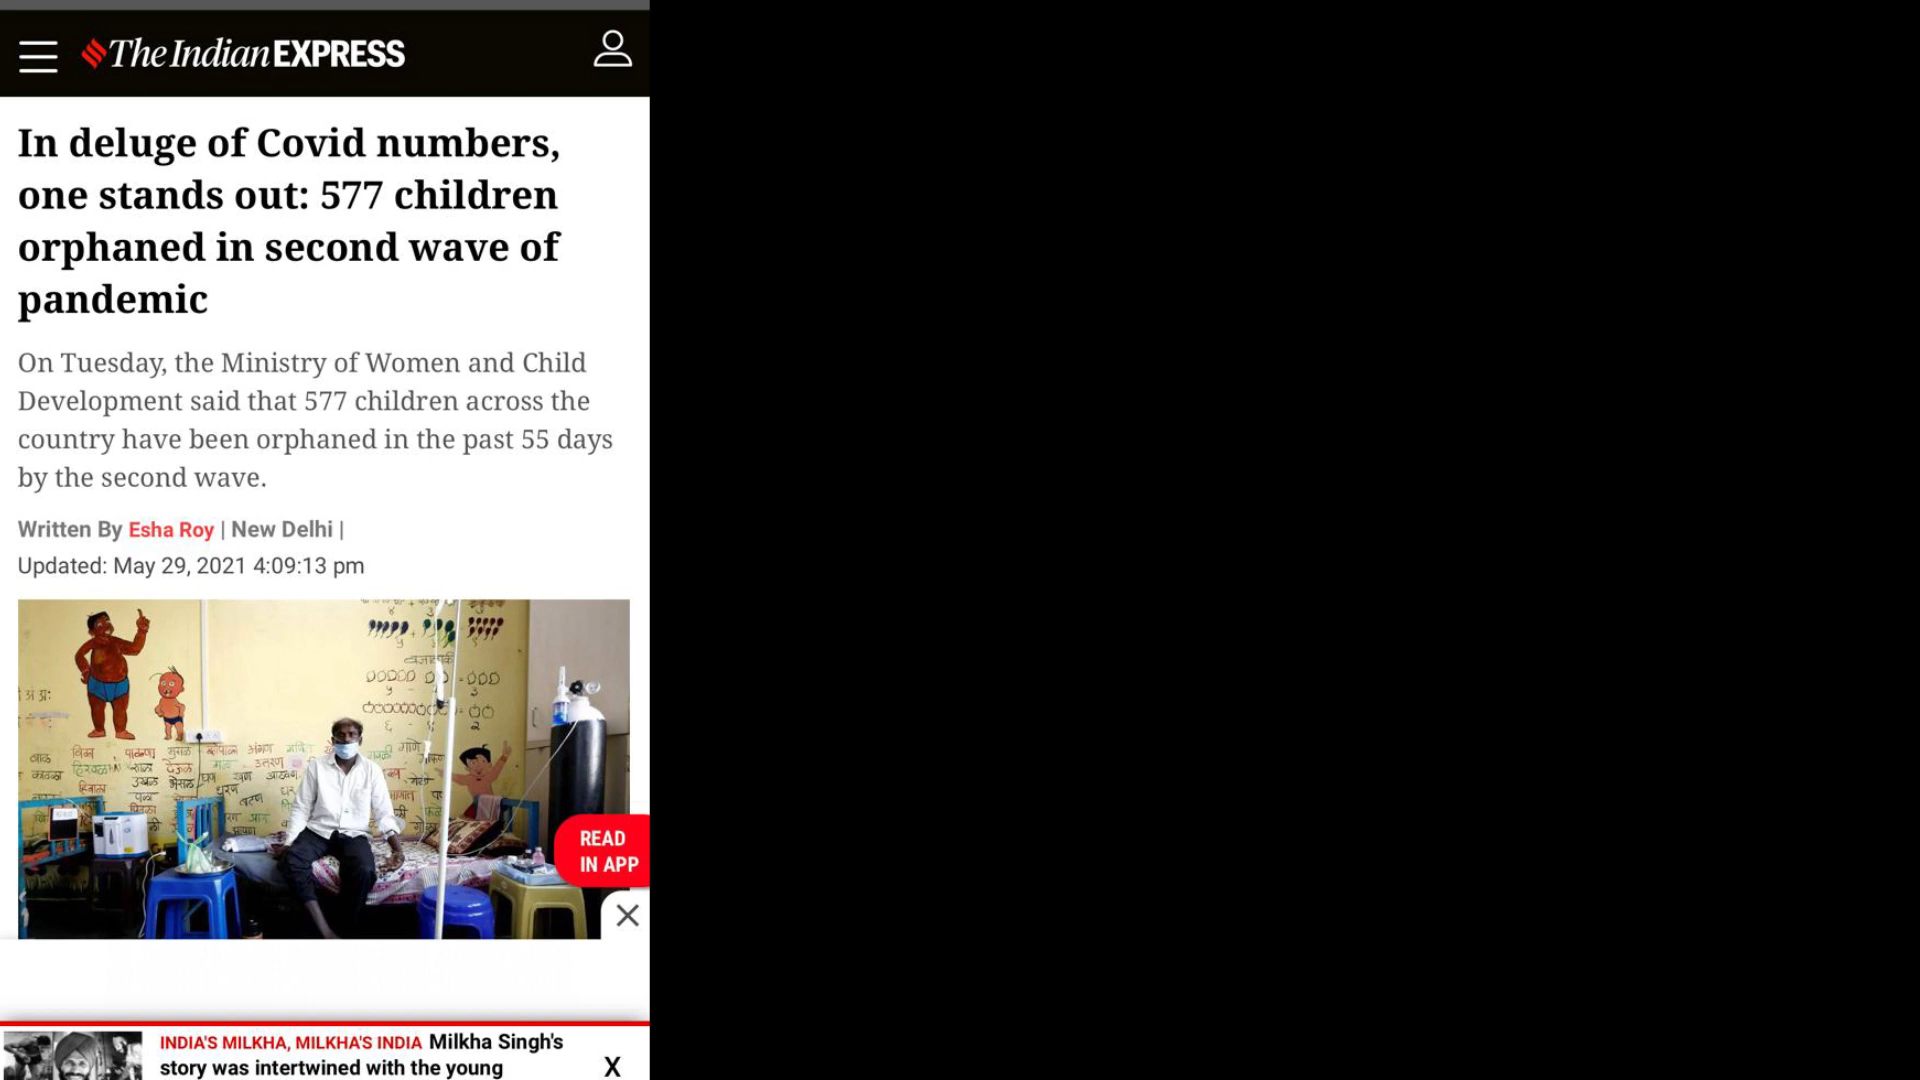 The Indian EXPRESS
In deluge of Covid numbers,
one stands out: 577 children
orphaned in second wave of
pandemic
On Tuesday, the Ministry of Women and Child
Development said that 577 children across the
country have been orphaned in the past 55 days
by the second wave.
Written By Esha Roy | New Delhi |
Updated: May 29, 2021 4:09:13 pm
READ
IN APP
INDIA'S MILKHA, MILKHA'S INDIA Milkha Singh's
story was intertwined with the young
X